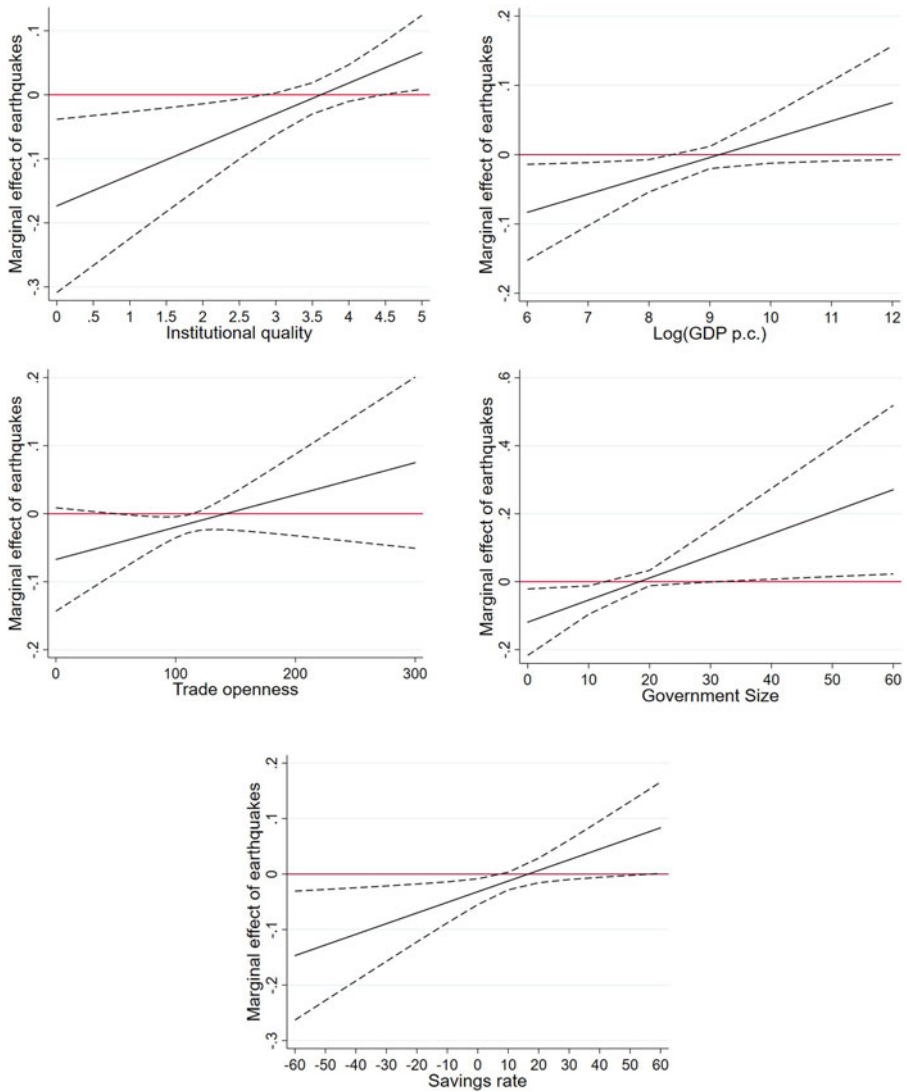 Marginal effect of earthquakes
.1
0
-.1
-.2
-.3
0 .5 1 1.5 2 2.5 3 3.5 4 4.5 5
Institutional quality
Marginal effect of earthquakes
.2
.1
0
-.1
-.2
6 7 8 9 10 11 12
Log(GDP p.c.)
Marginal effect of earthquakes
.2
.1
0
-.1
-.2
0 100 200 300
Trade openness
Marginal effect of earthquakes
.6
.4
.2
0
-.2
0 10 20 30 40 50 60
Government Size
Marginal effect of earthquakes
.2
.1
0
-.1
-.2
-.3
-60 -50 -40 -30 -20 -10 0 10 20 30 40 50 60
Savings rate